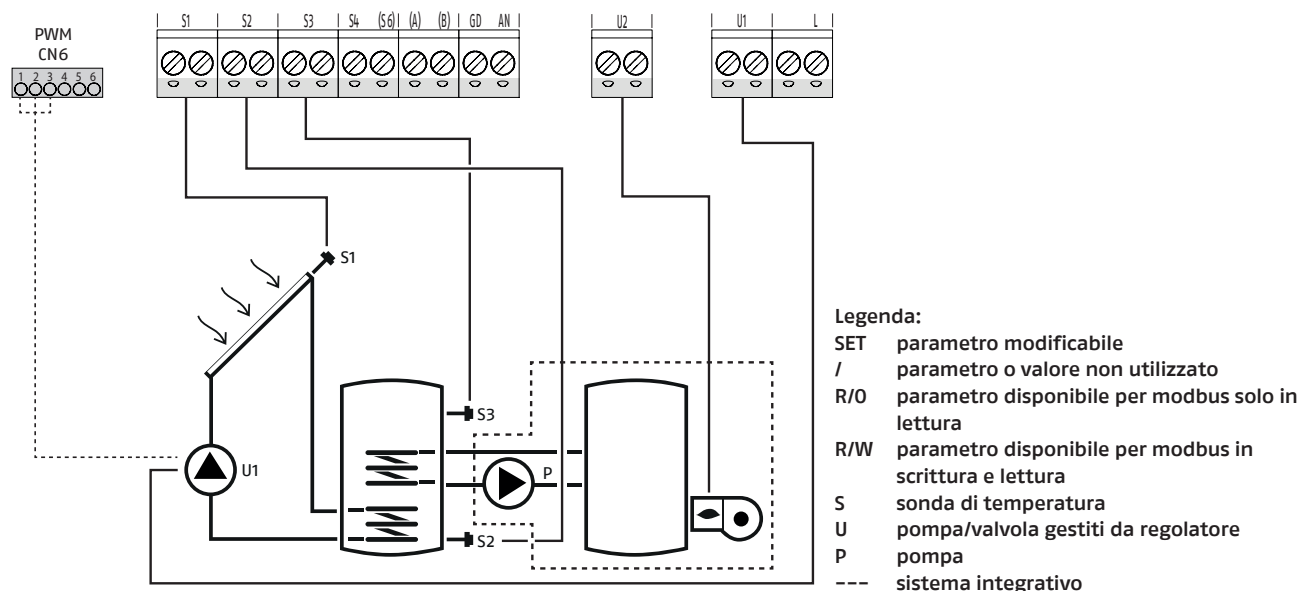 PWM
CN6
1 2 3 4 5 6
S1 S2 S3 S4 (S6) (A) (B) GD AN U2 U1 L
S1
S3
U1
P
S2
Legenda:
SET parametro modificabile
/ parametro o valore non utilizzato
R/O parametro disponibile per modbus solo in
lettura
R/W parametro disponibile per modbus in
scrittura e lettura
S sonda di temperatura
U pompa/valvola gestiti da regolatore
P pompa
--- sistema integrativo